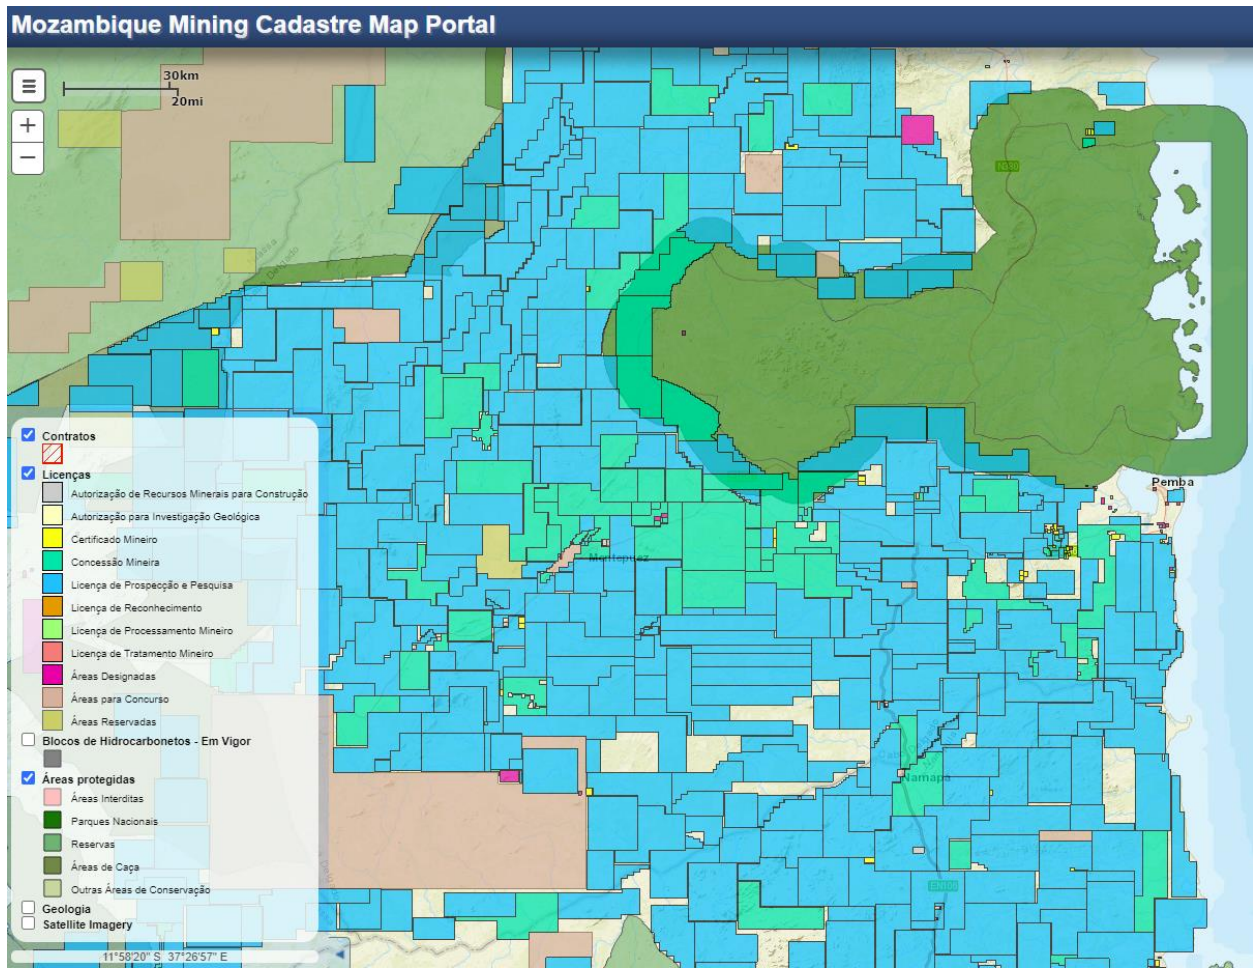 Mozambique Mining Cadastre Map Portal
30km
20mi
+
−
N380
Pemba
Montepuez
Namapa
Contratos
Licenças
Autorização de Recursos Minerais para Construção
Autorização para Investigação Geológica
Certificado Mineiro
Concessão Mineira
Licença de Prospecção e Pesquisa
Licença de Reconhecimento
Licença de Processamento Mineiro
Licença de Tratamento Mineiro
Áreas Designadas
Áreas para Concurso
Áreas Reservadas
Blocos de Hidrocarbonetos - Em Vigor
Áreas protegidas
Áreas Interditas
Parques Nacionais
Reservas
Áreas de Caça
Outras Áreas de Conservação
Geologia
Satellite Imagery
11°58'20" S 37°26'57" E